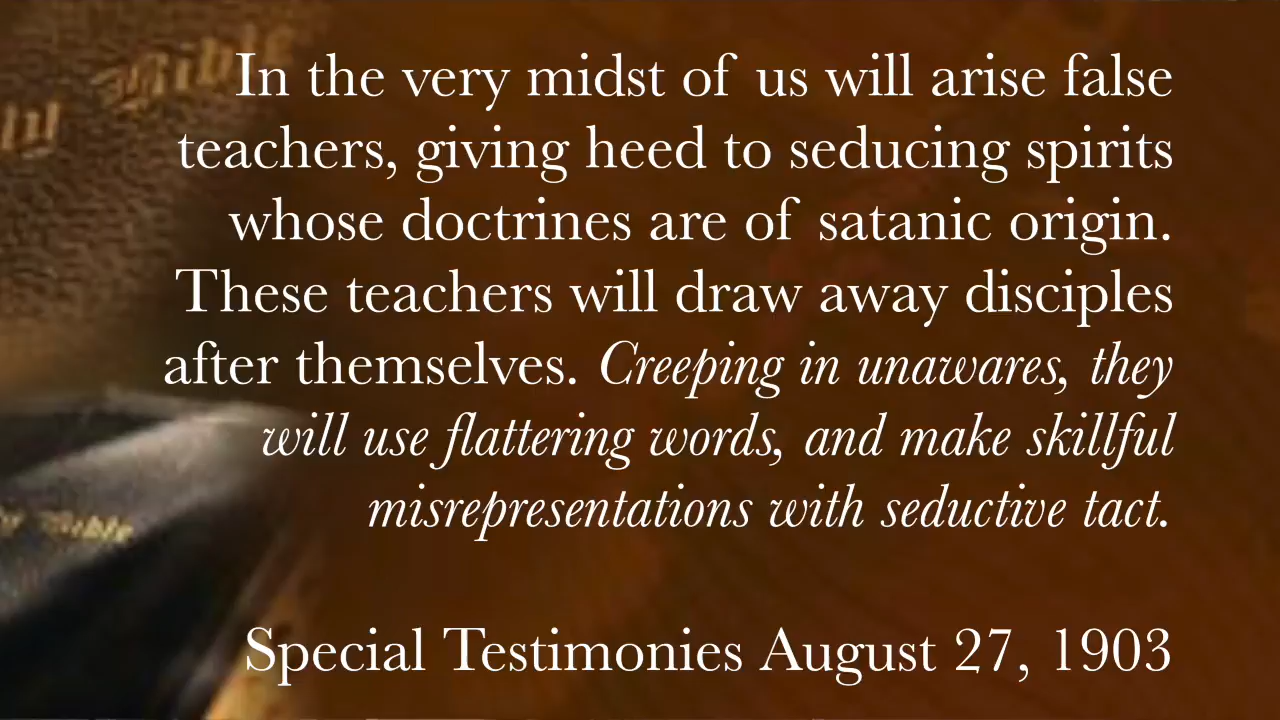 Bible
In the very midst of us will arise false
teachers, giving heed to seducing spirits
whose doctrines are of satanic origin.
These teachers will draw away disciples
after themselves. Creeping in unawares, they
will use flattering words, and make skillful
misrepresentations with seductive tact.
Bible
Special Testimonies August 27, 1903